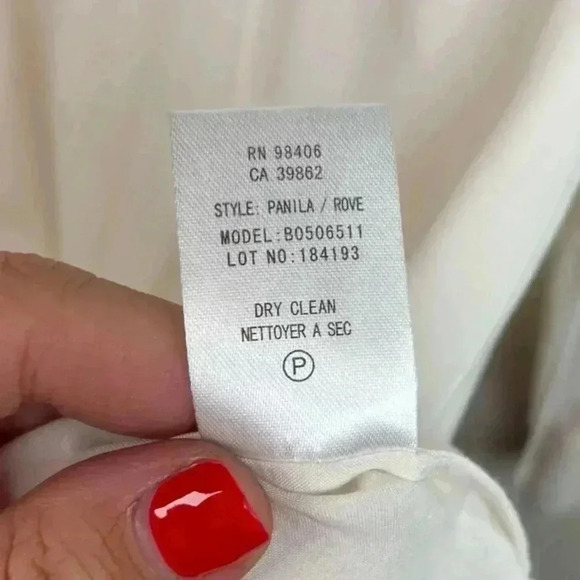 RN 98406
CA 39862
STYLE: PANILA / ROVE
MODEL:B0506511
LOT NO:184193
DRY CLEAN
NETTOYER A SEC
P